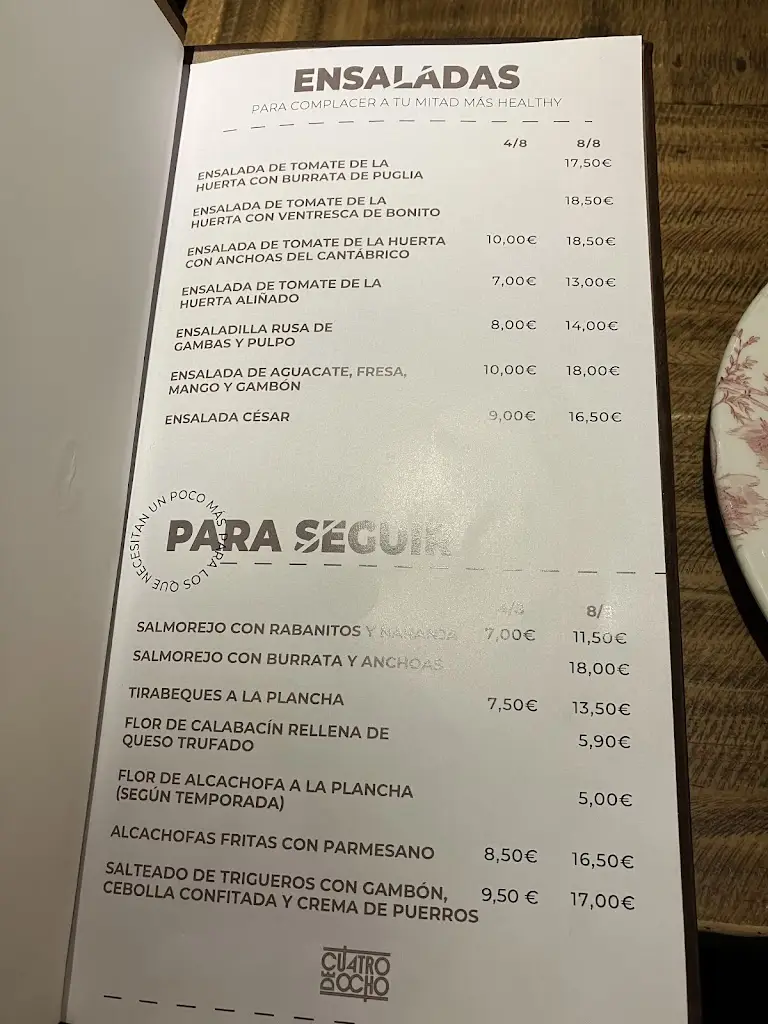 ENSALADAS
PARA COMPLACER A TU MITAD MÁS HEALTHY
4/8 8/8
ENSALADA DE TOMATE DE LA 17,50€
HUERTA CON BURRATA DE PUGLIA
ENSALADA DE TOMATE DE LA 18,50€
HUERTA CON VENTRESCA DE BONITO
ENSALADA DE TOMATE DE LA HUERTA 10,00€ 18,50€
CON ANCHOAS DEL CANTÁBRICO
ENSALADA DE TOMATE DE LA 7,00€ 13,00€
HUERTA ALIÑADO
ENSALADILLA RUSA DE 8,00€ 14,00€
GAMBAS Y PULPO
ENSALADA DE AGUACATE, FRESA, 10,00€ 18,00€
MANGO Y GAMBÓN
ENSALADA CÉSAR 9,00€ 16,50€
PARA LOS QUE NECESITAN UN POCO MÁS
PARA SEGUIR
4/8 8/8
SALMOREJO CON RABANITOS Y NARANJA 7,00€ 11,50€
SALMOREJO CON BURRATA Y ANCHOAS 18,00€
TIRABEQUES A LA PLANCHA 7,50€ 13,50€
FLOR DE CALABACÍN RELLENA DE
QUESO TRUFADO 5,90€
FLOR DE ALCACHOFA A LA PLANCHA
(SEGÚN TEMPORADA) 5,00€
ALCACHOFAS FRITAS CON PARMESANO 8,50€ 16,50€
SALTEADO DE TRIGUEROS CON GAMBÓN, 9,50 € 17,00€
CEBOLLA CONFITADA Y CREMA DE PUERROS
CUATRO
DE OCHO